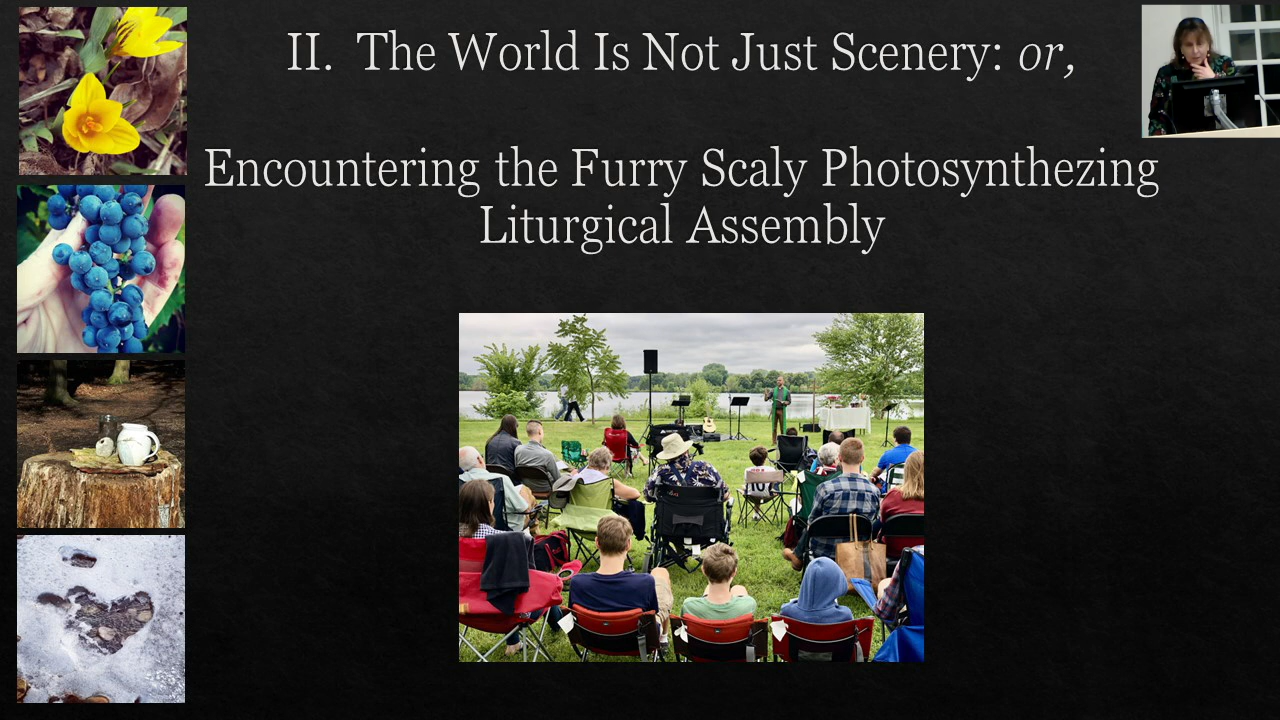 II. The World Is Not Just Scenery: or,
Encountering the Furry Scaly Photosynthezing
Liturgical Assembly